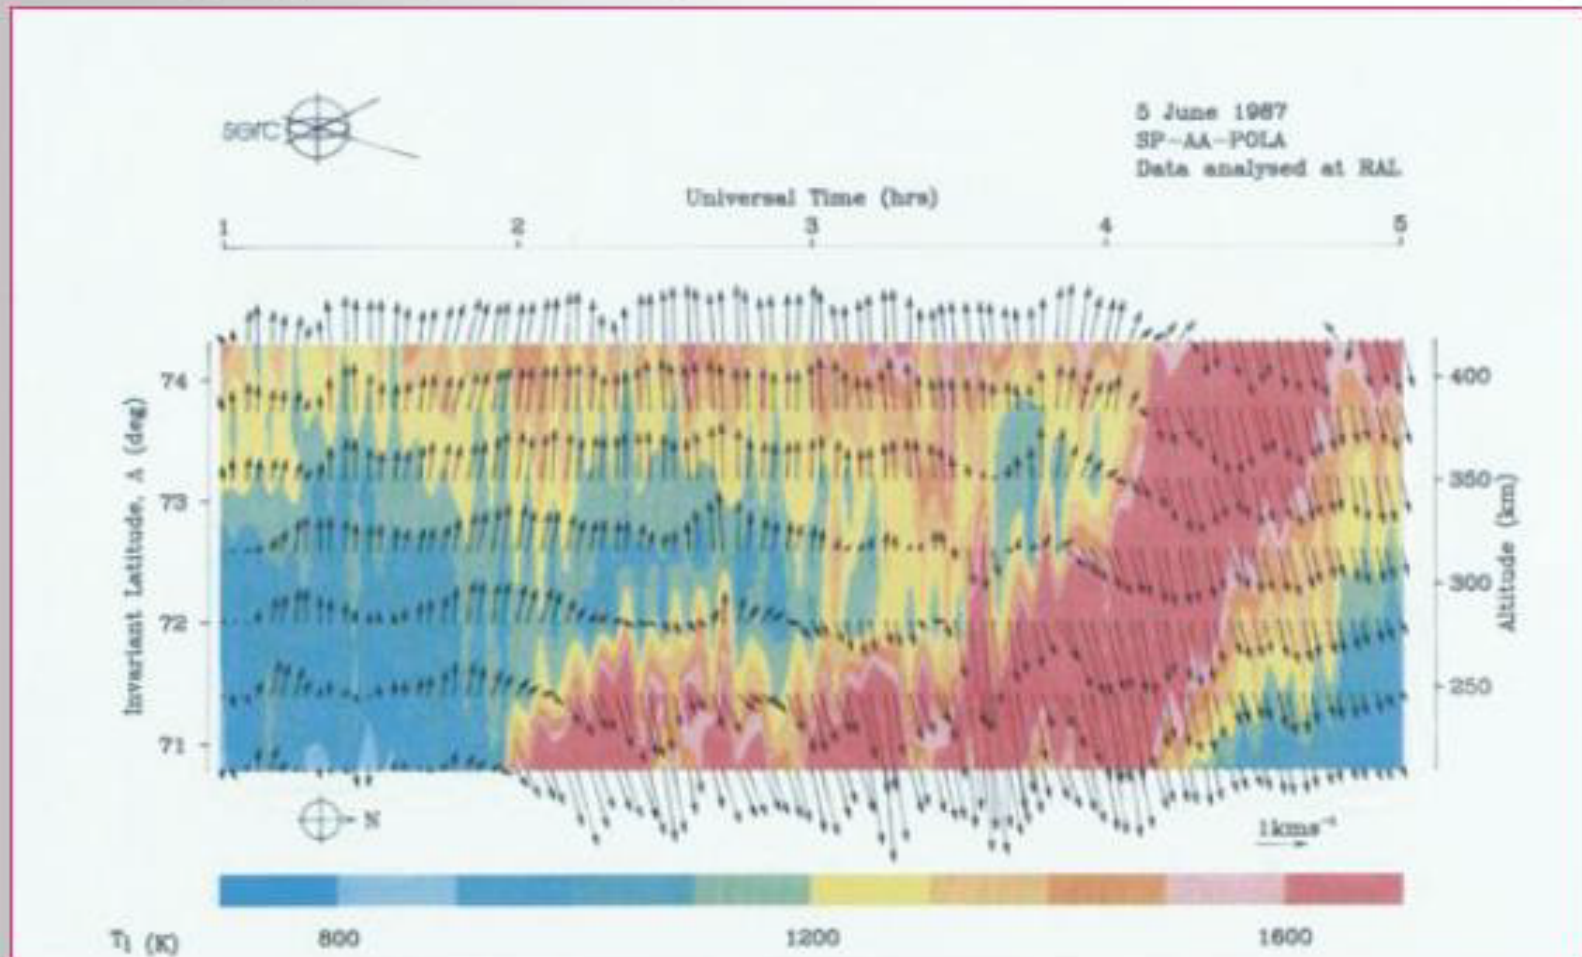 serc
5 June 1987
SP-AA-POLA
Data analysed at RAL
Universal Time (hrs)
1 2 3 4 5
Invariant Latitude, Λ (deg)
74
73
72
71
400
350
300
250
Altitude (km)
N
1kms⁻¹
Ti (K)
800 1200 1600